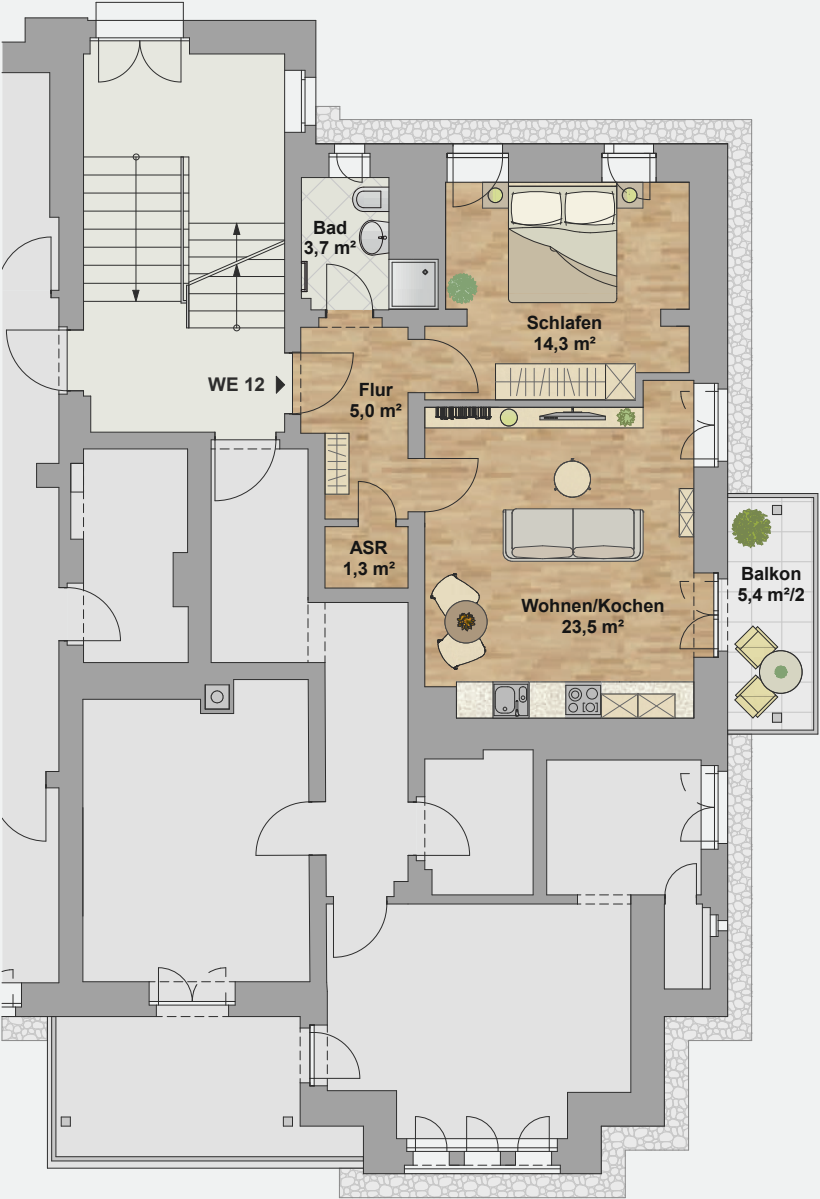 Bad
3,7 m²
Schlafen
14,3 m²
WE 12
Flur
5,0 m²
ASR
1,3 m²
Wohnen/Kochen
23,5 m²
Balkon
5,4 m²/2